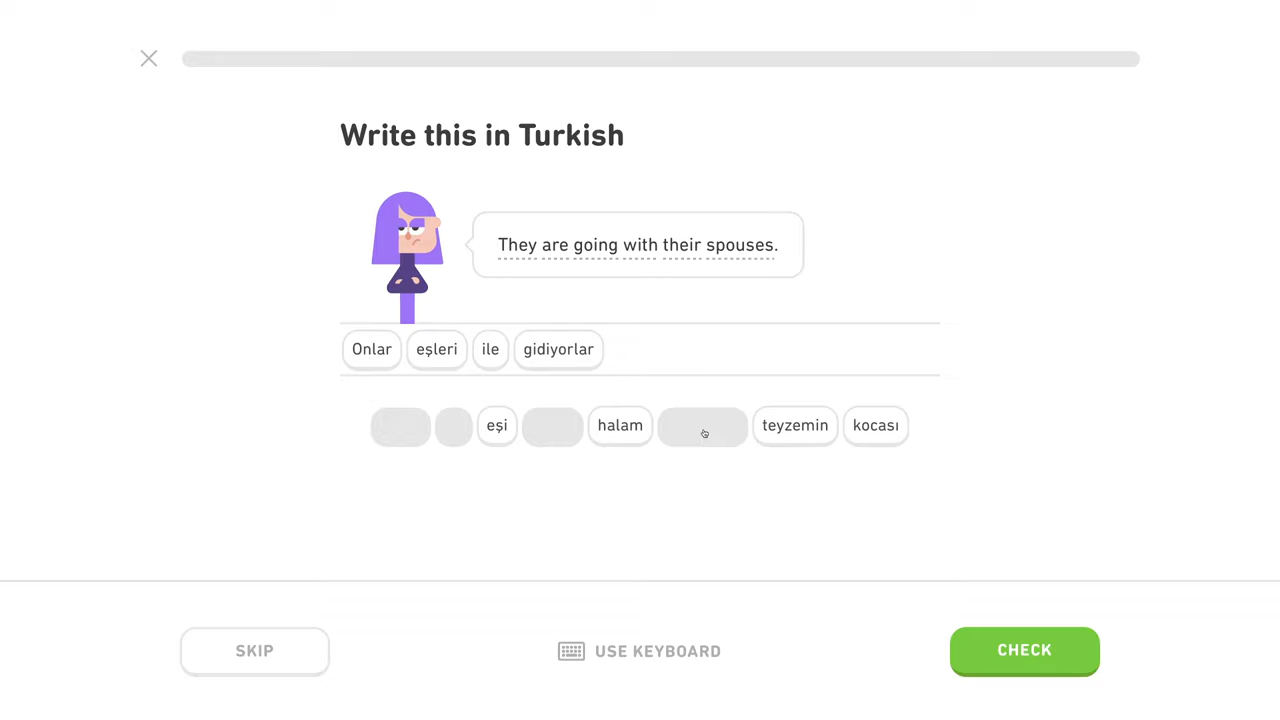 Write this in Turkish
They are going with their spouses.
Onlar eşleri ile gidiyorlar
eşi halam teyzemin kocası
SKIP USE KEYBOARD CHECK